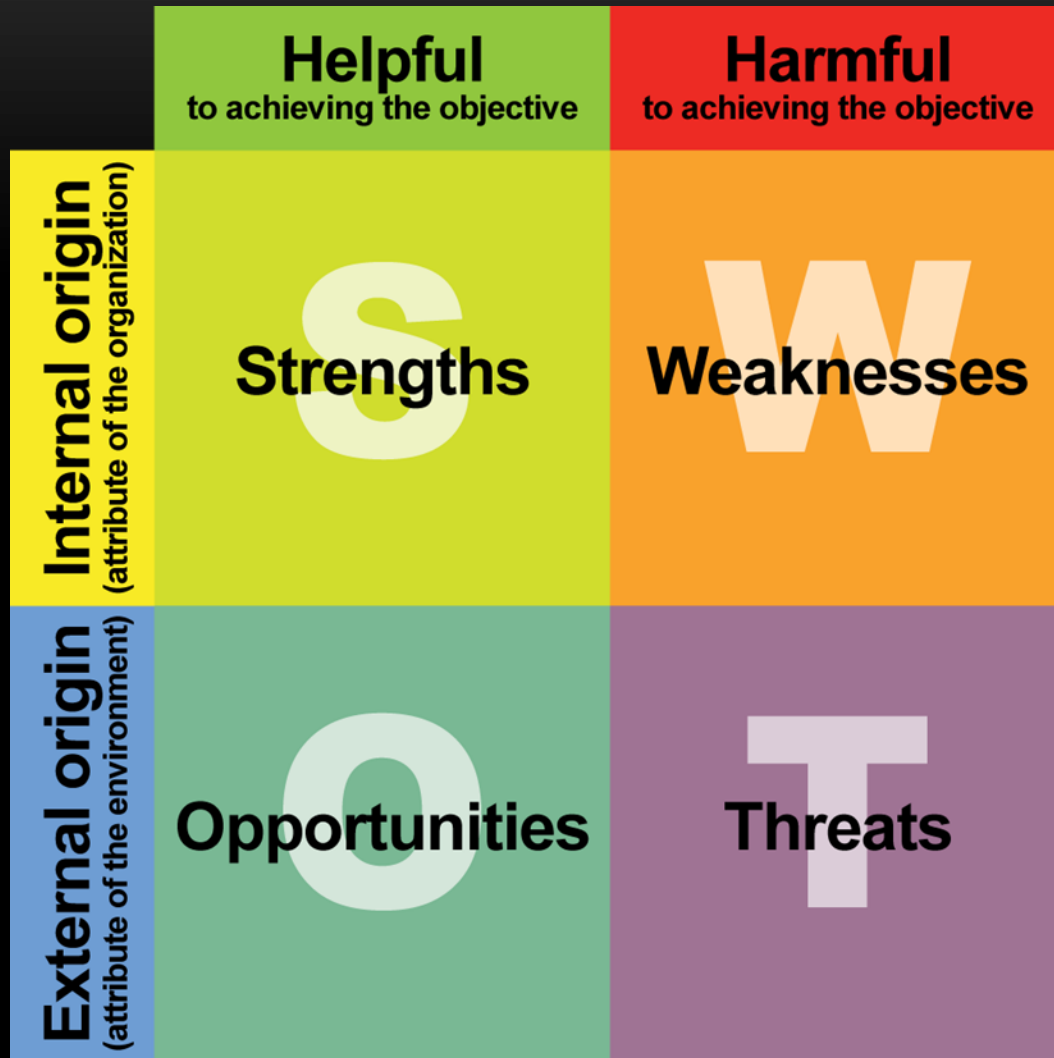 Helpful
to achieving the objective
Harmful
to achieving the objective
Internal origin
(attribute of the organization)
S
Strengths
W
Weaknesses
External origin
(attribute of the environment)
O
Opportunities
T
Threats